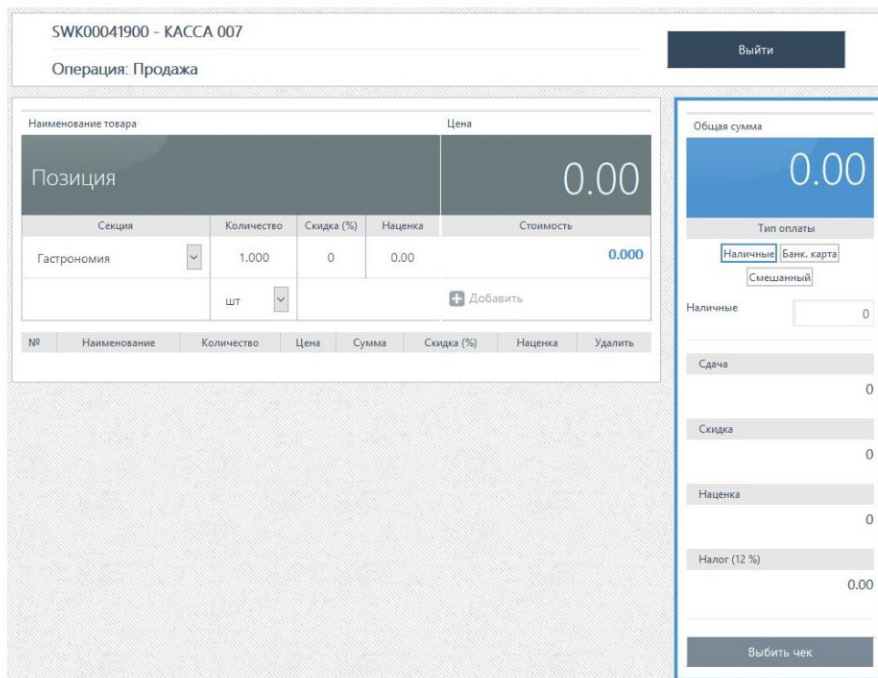 SWK00041900 - КАССА 007
Выйти
Операция: Продажа
Наименование товара Цена
Позиция 0.00
Секция Количество Скидка (%) Наценка Стоимость
Гастрономия 1.000 0 0.00 0.000
шт Добавить
№ Наименование Количество Цена Сумма Скидка (%) Наценка Удалить
Общая сумма
0.00
Тип оплаты
Наличные Банк. карта
Смешанный
Наличные 0
Сдача
0
Скидка
0
Наценка
0
Налог (12 %)
0.00
Выбить чек